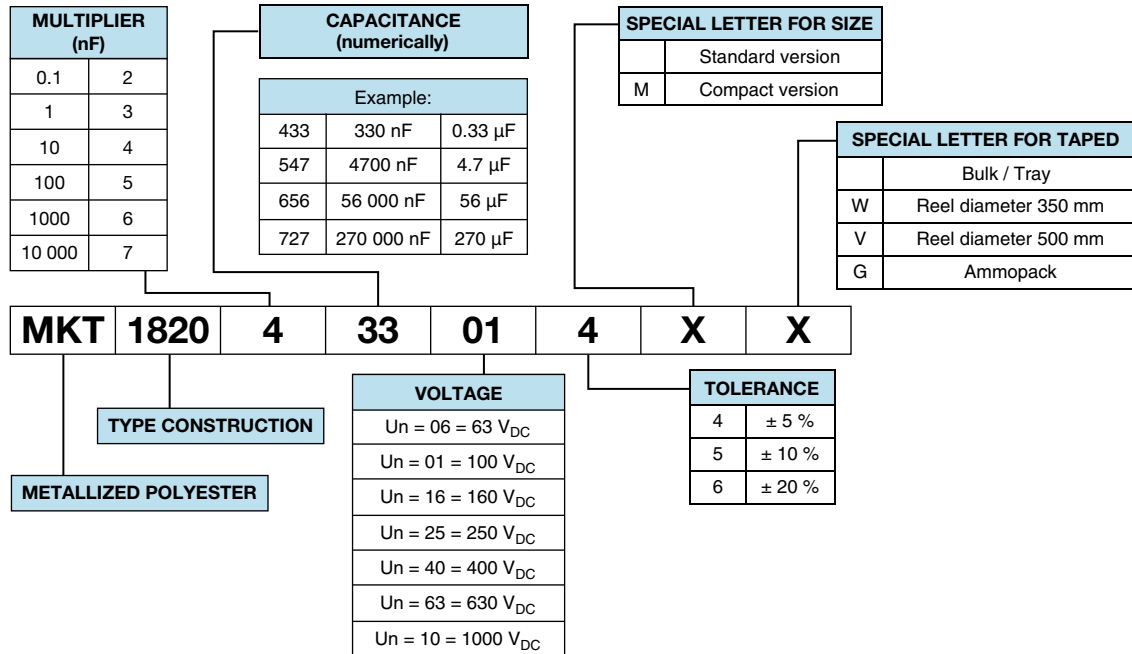 MULTIPLIER
(nF)
0.1 2
1 3
10 4
100 5
1000 6
10 000 7
CAPACITANCE
(numerically)
Example:
433 330 nF 0.33 µF
547 4700 nF 4.7 µF
656 56 000 nF 56 µF
727 270 000 nF 270 µF
SPECIAL LETTER FOR SIZE
Standard version
M Compact version
SPECIAL LETTER FOR TAPED
Bulk / Tray
W Reel diameter 350 mm
V Reel diameter 500 mm
G Ammopack
MKT 1820 4 33 01 4 X X
METALLIZED POLYESTER
TYPE CONSTRUCTION
VOLTAGE
Un = 06 = 63 VDC
Un = 01 = 100 VDC
Un = 16 = 160 VDC
Un = 25 = 250 VDC
Un = 40 = 400 VDC
Un = 63 = 630 VDC
Un = 10 = 1000 VDC
TOLERANCE
4 ± 5 %
5 ± 10 %
6 ± 20 %